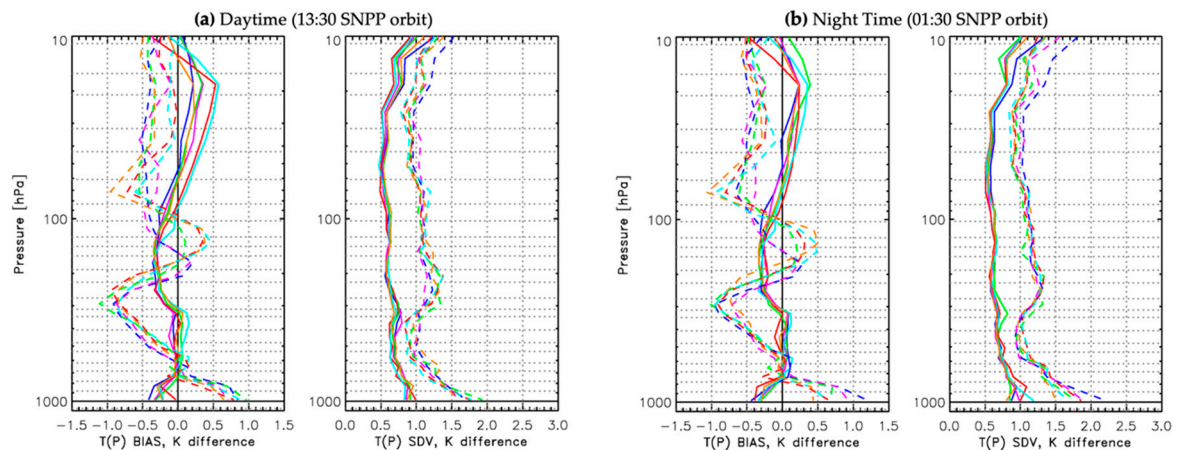 (a) Daytime (13:30 SNPP orbit)
(b) Night Time (01:30 SNPP orbit)
10
100
1000
Pressure [hPa]
−1.5 −1.0 −0.5 0.0 0.5 1.0 1.5
T(P) BIAS, K difference
0.0 0.5 1.0 1.5 2.0 2.5 3.0
T(P) SDV, K difference
10
100
1000
Pressure [hPa]
−1.5 −1.0 −0.5 0.0 0.5 1.0 1.5
T(P) BIAS, K difference
0.0 0.5 1.0 1.5 2.0 2.5 3.0
T(P) SDV, K difference